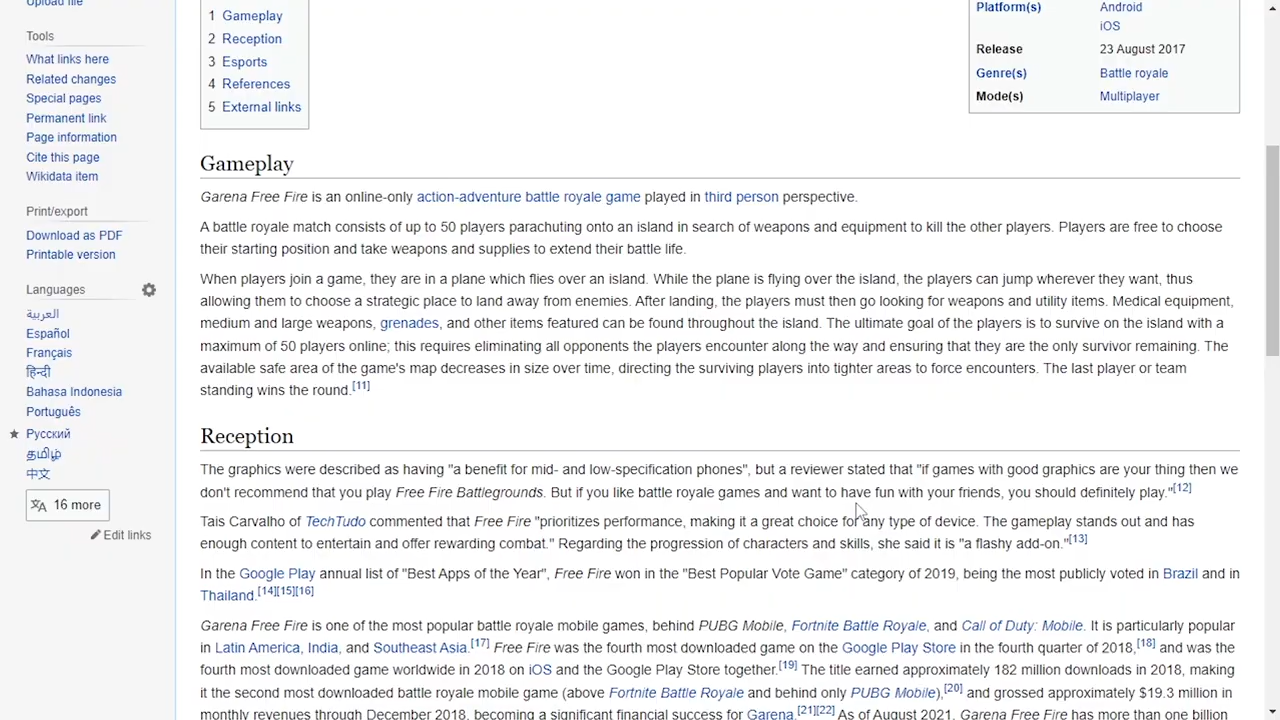 Upload file
Tools
What links here
Related changes
Special pages
Permanent link
Page information
Cite this page
Wikidata item
Print/export
Download as PDF
Printable version
Languages
العربية
Español
Français
हिन्दी
Bahasa Indonesia
Português
Русский
தமிழ்
中文
16 more
Edit links
1 Gameplay
2 Reception
3 Esports
4 References
5 External links
Platform(s) Android
iOS
Release 23 August 2017
Genre(s) Battle royale
Mode(s) Multiplayer
Gameplay
Garena Free Fire is an online-only action-adventure battle royale game played in third person perspective.
A battle royale match consists of up to 50 players parachuting onto an island in search of weapons and equipment to kill the other players. Players are free to choose
their starting position and take weapons and supplies to extend their battle life.
When players join a game, they are in a plane which flies over an island. While the plane is flying over the island, the players can jump wherever they want, thus
allowing them to choose a strategic place to land away from enemies. After landing, the players must then go looking for weapons and utility items. Medical equipment,
medium and large weapons, grenades, and other items featured can be found throughout the island. The ultimate goal of the players is to survive on the island with a
maximum of 50 players online; this requires eliminating all opponents the players encounter along the way and ensuring that they are the only survivor remaining. The
available safe area of the game's map decreases in size over time, directing the surviving players into tighter areas to force encounters. The last player or team
standing wins the round.[11]
Reception
The graphics were described as having "a benefit for mid- and low-specification phones", but a reviewer stated that "if games with good graphics are your thing then we
don't recommend that you play Free Fire Battlegrounds. But if you like battle royale games and want to have fun with your friends, you should definitely play."[12]
Tais Carvalho of TechTudo commented that Free Fire "prioritizes performance, making it a great choice for any type of device. The gameplay stands out and has
enough content to entertain and offer rewarding combat." Regarding the progression of characters and skills, she said it is "a flashy add-on."[13]
In the Google Play annual list of "Best Apps of the Year", Free Fire won in the "Best Popular Vote Game" category of 2019, being the most publicly voted in Brazil and in
Thailand.[14][15][16]
Garena Free Fire is one of the most popular battle royale mobile games, behind PUBG Mobile, Fortnite Battle Royale, and Call of Duty: Mobile. It is particularly popular
in Latin America, India, and Southeast Asia.[17] Free Fire was the fourth most downloaded game on the Google Play Store in the fourth quarter of 2018,[18] and was the
fourth most downloaded game worldwide in 2018 on iOS and the Google Play Store together.[19] The title earned approximately 182 million downloads in 2018, making
it the second most downloaded battle royale mobile game (above Fortnite Battle Royale and behind only PUBG Mobile),[20] and grossed approximately $19.3 million in
monthly revenues through December 2018, becoming a significant financial success for Garena.[21][22] As of August 2021, Garena Free Fire has more than one billion